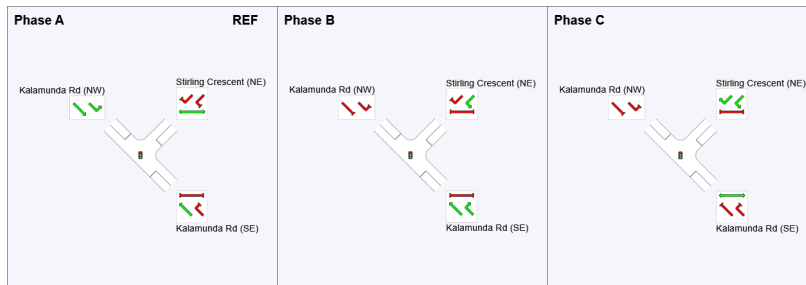 Phase A REF
Stirling Crescent (NE)
Kalamunda Rd (NW)
Kalamunda Rd (SE)
Phase B
Stirling Crescent (NE)
Kalamunda Rd (NW)
Kalamunda Rd (SE)
Phase C
Stirling Crescent (NE)
Kalamunda Rd (NW)
Kalamunda Rd (SE)